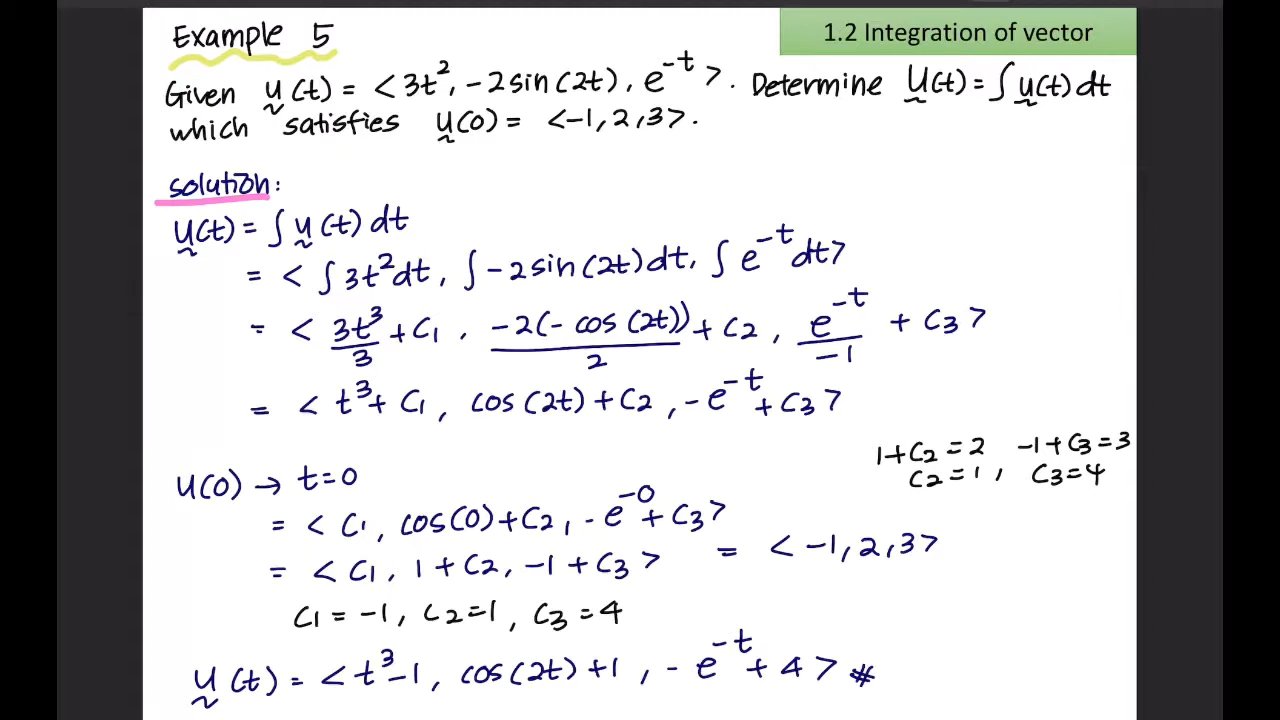 Example 5
1.2 Integration of vector
Given u(t) = <3t², -2sin(2t), e^-t>. Determine U(t) = ∫u(t) dt
which satisfies U(0) = <-1, 2, 3>.
solution:
U(t) = ∫ u(t) dt
= < ∫ 3t² dt, ∫ -2sin(2t) dt, ∫ e^-t dt>
= < 3t³/3 + C1, -2(-cos(2t))/2 + C2, e^-t/-1 + C3 >
= < t³ + C1, cos(2t) + C2, -e^-t + C3 >
1+C2 = 2 -1+C3 = 3
C2 = 1, C3 = 4
U(0) → t=0
= < C1, cos(0) + C2, -e^-0 + C3 >
= < C1, 1 + C2, -1 + C3 > = < -1, 2, 3>
C1 = -1, C2 = 1, C3 = 4
U(t) = < t³-1, cos(2t) + 1, -e^-t + 4 > #